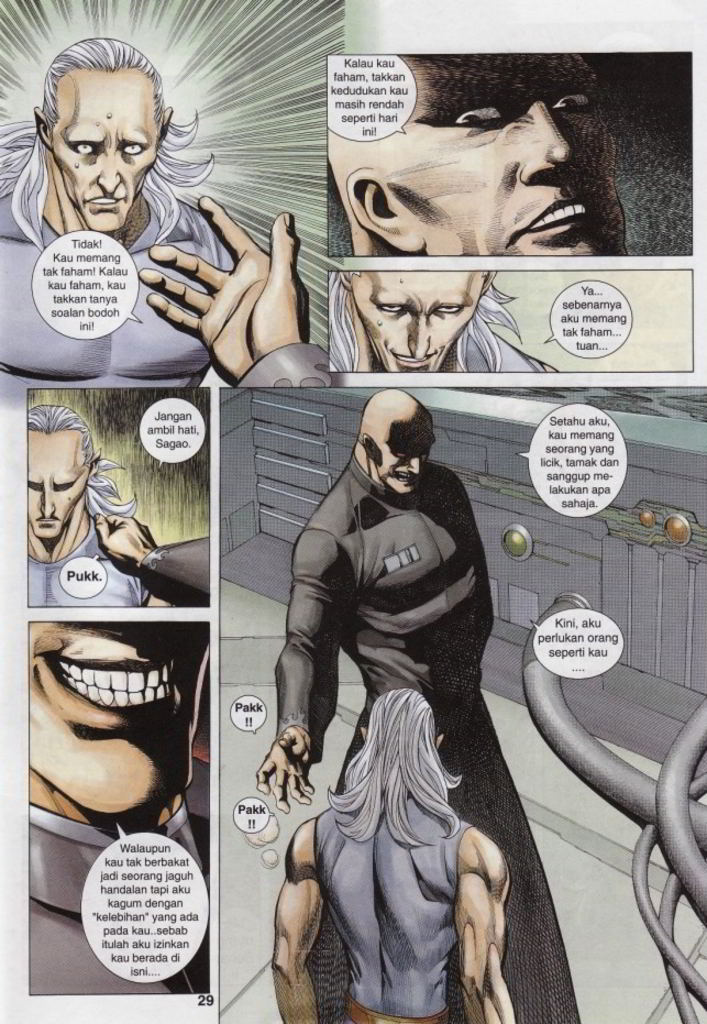 Tidak!
Kau memang
tak faham! Kalau
kau faham, kau
takkan tanya
soalan bodoh
ini!
Kalau kau
faham, takkan
kedudukan kau
masih rendah
seperti hari
ini!
Ya...
sebenarnya
aku memang
tak faham...
tuan...
Jangan
ambil hati,
Sagao.
Pukk.
Walaupun
kau tak berbakat
jadi seorang jaguh
handalan tapi aku
kagum dengan
"kelebihan" yang ada
pada kau..sebab
itulah aku izinkan
kau berada di
isni....
Setahu aku,
kau memang
seorang yang
licik, tamak dan
sanggup me-
lakukan apa
sahaja.
Kini, aku
perlukan orang
seperti kau
....
Pakk
!!
Pakk
!!
29